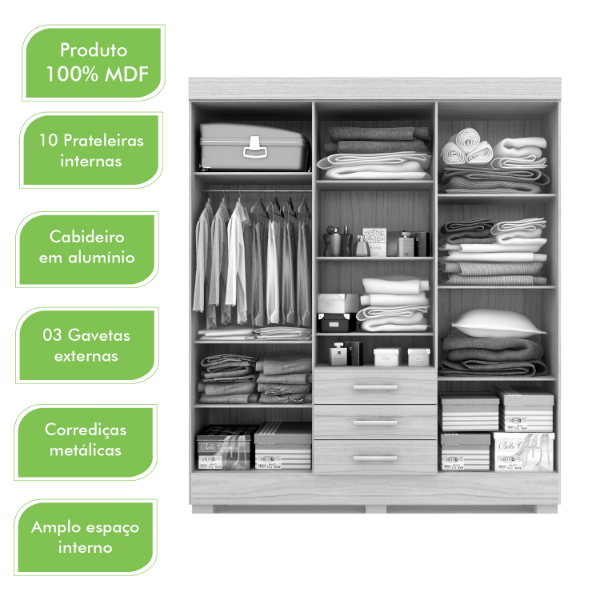 Produto
100% MDF
10 Prateleiras
internas
Cabideiro
em alumínio
03 Gavetas
externas
Corrediças
metálicas
Amplo espaço
interno